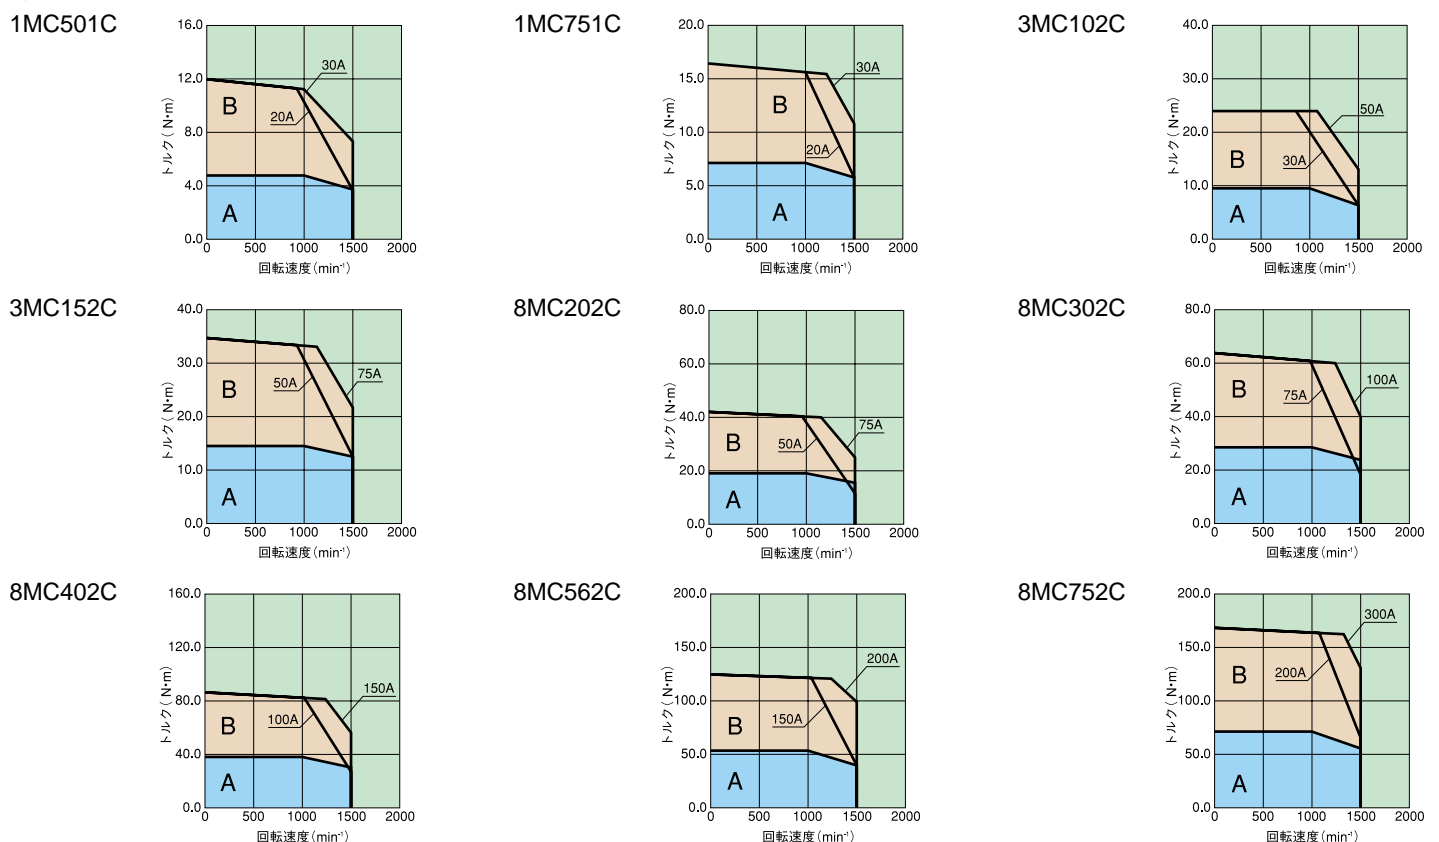 1MC501C
16.0
12.0
8.0
4.0
0.0
トルク(N・m)
B
A
30A
20A
0 500 1000 1500 2000
回転速度(min⁻¹)
1MC751C
20.0
15.0
10.0
5.0
0.0
トルク(N・m)
B
A
30A
20A
0 500 1000 1500 2000
回転速度(min⁻¹)
3MC102C
40.0
30.0
20.0
10.0
0.0
トルク(N・m)
B
A
50A
30A
0 500 1000 1500 2000
回転速度(min⁻¹)
3MC152C
40.0
30.0
20.0
10.0
0.0
トルク(N・m)
B
A
75A
50A
0 500 1000 1500 2000
回転速度(min⁻¹)
8MC202C
80.0
60.0
40.0
20.0
0.0
トルク(N・m)
B
A
75A
50A
0 500 1000 1500 2000
回転速度(min⁻¹)
8MC302C
80.0
60.0
40.0
20.0
0.0
トルク(N・m)
B
A
100A
75A
0 500 1000 1500 2000
回転速度(min⁻¹)
8MC402C
160.0
120.0
80.0
40.0
0.0
トルク(N・m)
B
A
150A
100A
0 500 1000 1500 2000
回転速度(min⁻¹)
8MC562C
200.0
150.0
100.0
50.0
0.0
トルク(N・m)
B
A
200A
150A
0 500 1000 1500 2000
回転速度(min⁻¹)
8MC752C
200.0
150.0
100.0
50.0
0.0
トルク(N・m)
B
A
300A
200A
0 500 1000 1500 2000
回転速度(min⁻¹)